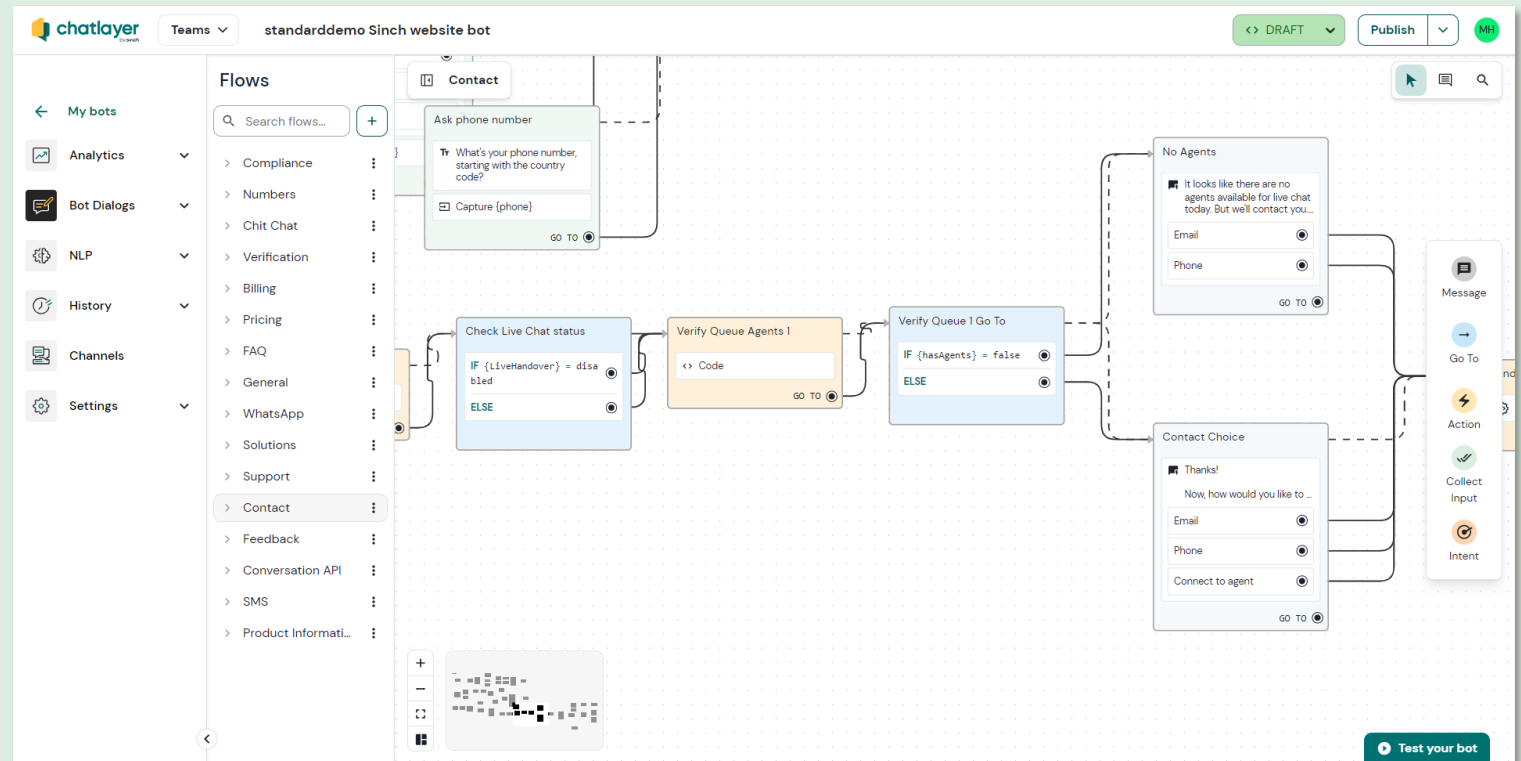 chatlayer
by sinch
Teams
standarddemo Sinch website bot
<> DRAFT
Publish
MH
My bots
Analytics
Bot Dialogs
NLP
History
Channels
Settings
Flows
Search flows...
+
Compliance
Numbers
Chit Chat
Verification
Billing
Pricing
FAQ
General
WhatsApp
Solutions
Support
Contact
Feedback
Conversation API
SMS
Product Informati...
Contact
Ask phone number
Tr What's your phone number,
starting with the country
code?
Capture {phone}
GO TO
}
Check Live Chat status
IF {LiveHandover} = disa
bled
ELSE
Verify Queue Agents 1
<> Code
GO TO
Verify Queue 1 Go To
IF {hasAgents} = false
ELSE
No Agents
It looks like there are no
agents available for live chat
today. But we'll contact you...
Email
Phone
GO TO
Contact Choice
Thanks!
Now, how would you like to ...
Email
Phone
Connect to agent
GO TO
nd
Message
Go To
Action
Collect
Input
Intent
+
−
Test your bot